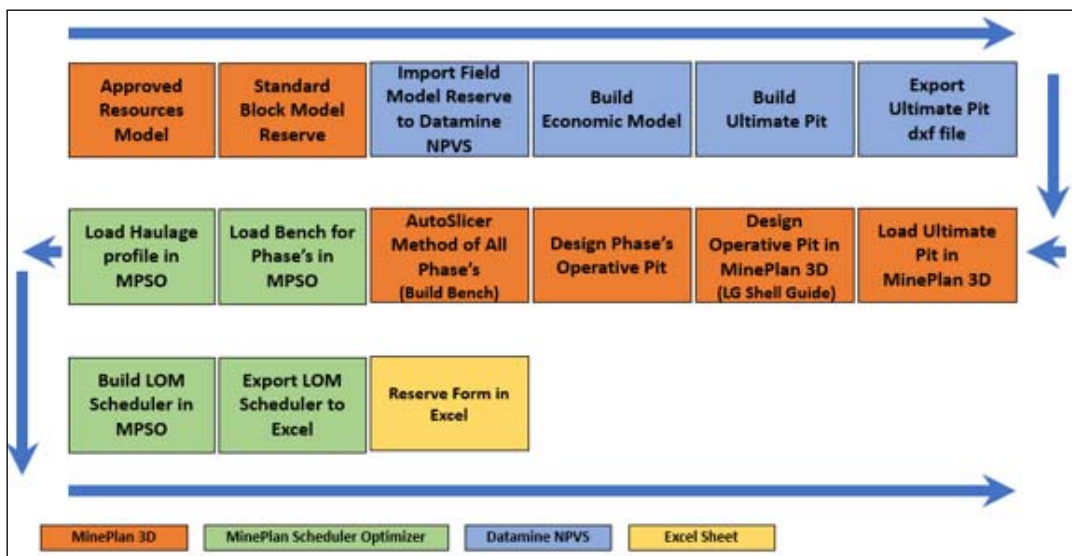 Approved
Resources
Model
Standard
Block Model
Reserve
Import Field
Model Reserve
to Datamine
NPVS
Build
Economic Model
Build
Ultimate Pit
Export
Ultimate Pit
dxf file
Load Haulage
profile in
MPSO
Load Bench for
Phase's in
MPSO
AutoSlicer
Method of All
Phase's
(Build Bench)
Design Phase's
Operative Pit
Design
Operative Pit in
MinePlan 3D
(LG Shell Guide)
Load Ultimate
Pit in
MinePlan 3D
Build LOM
Scheduler in
MPSO
Export LOM
Scheduler to
Excel
Reserve Form in
Excel
MinePlan 3D
MinePlan Scheduler Optimizer
Datamine NPVS
Excel Sheet